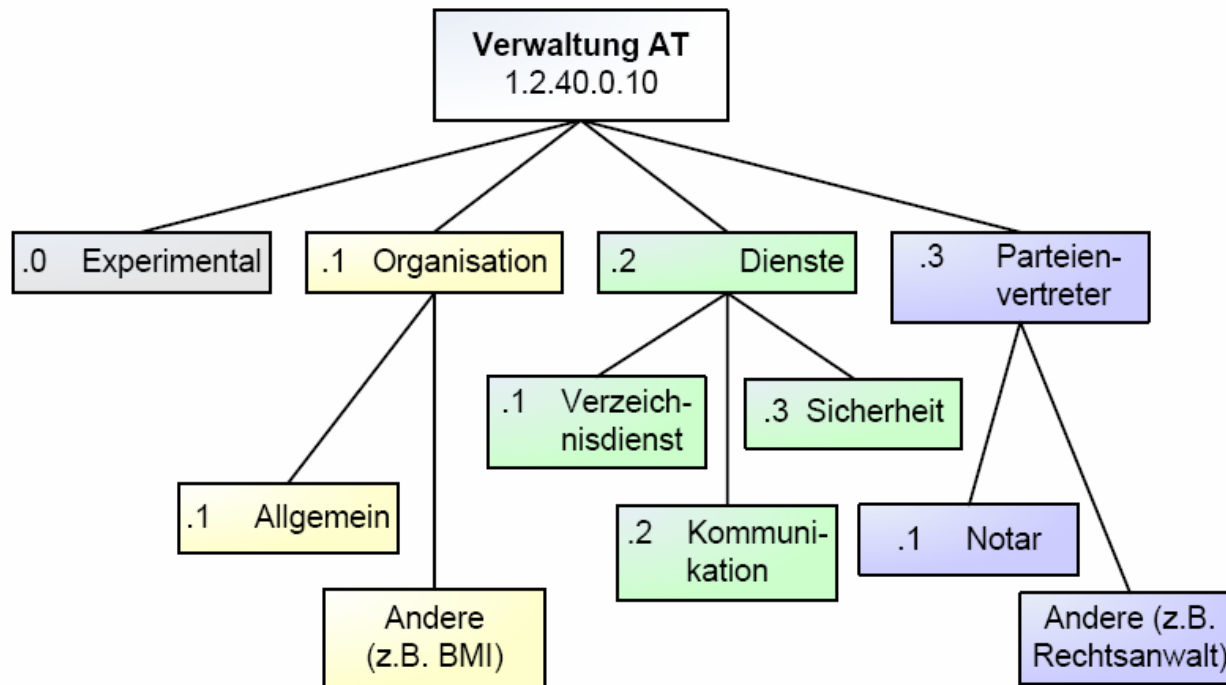 Verwaltung AT
1.2.40.0.10
.0 Experimental
.1 Organisation
.2 Dienste
.3 Parteien-
vertreter
.1 Verzeich-
nisdienst
.3 Sicherheit
.1 Allgemein
.2 Kommuni-
kation
.1 Notar
Andere
(z.B. BMI)
Andere (z.B.
Rechtsanwalt)